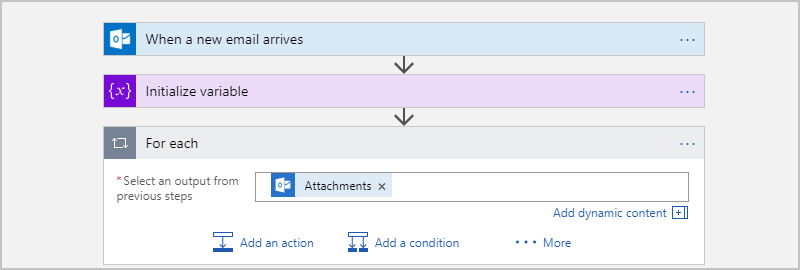 When a new email arrives
...
{x} Initialize variable
...
For each
...
*Select an output from
previous steps
Attachments ×
Add dynamic content
Add an action
Add a condition
... More